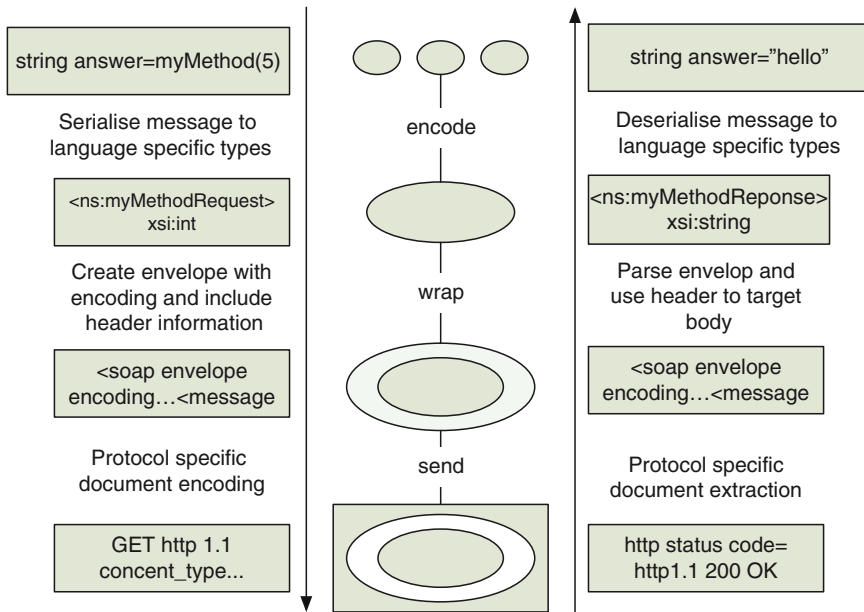 string answer=myMethod(5)
Serialise message to
language specific types
<ns:myMethodRequest>
xsi:int
Create envelope with
encoding and include
header information
<soap envelope
encoding…<message
Protocol specific
document encoding
GET http 1.1
concent_type...
encode
wrap
send
string answer=”hello”
Deserialise message to
language specific types
<ns:myMethodReponse>
xsi:string
Parse envelop and
use header to target
body
<soap envelope
encoding…<message
Protocol specific
document extraction
http status code=
http1.1 200 OK